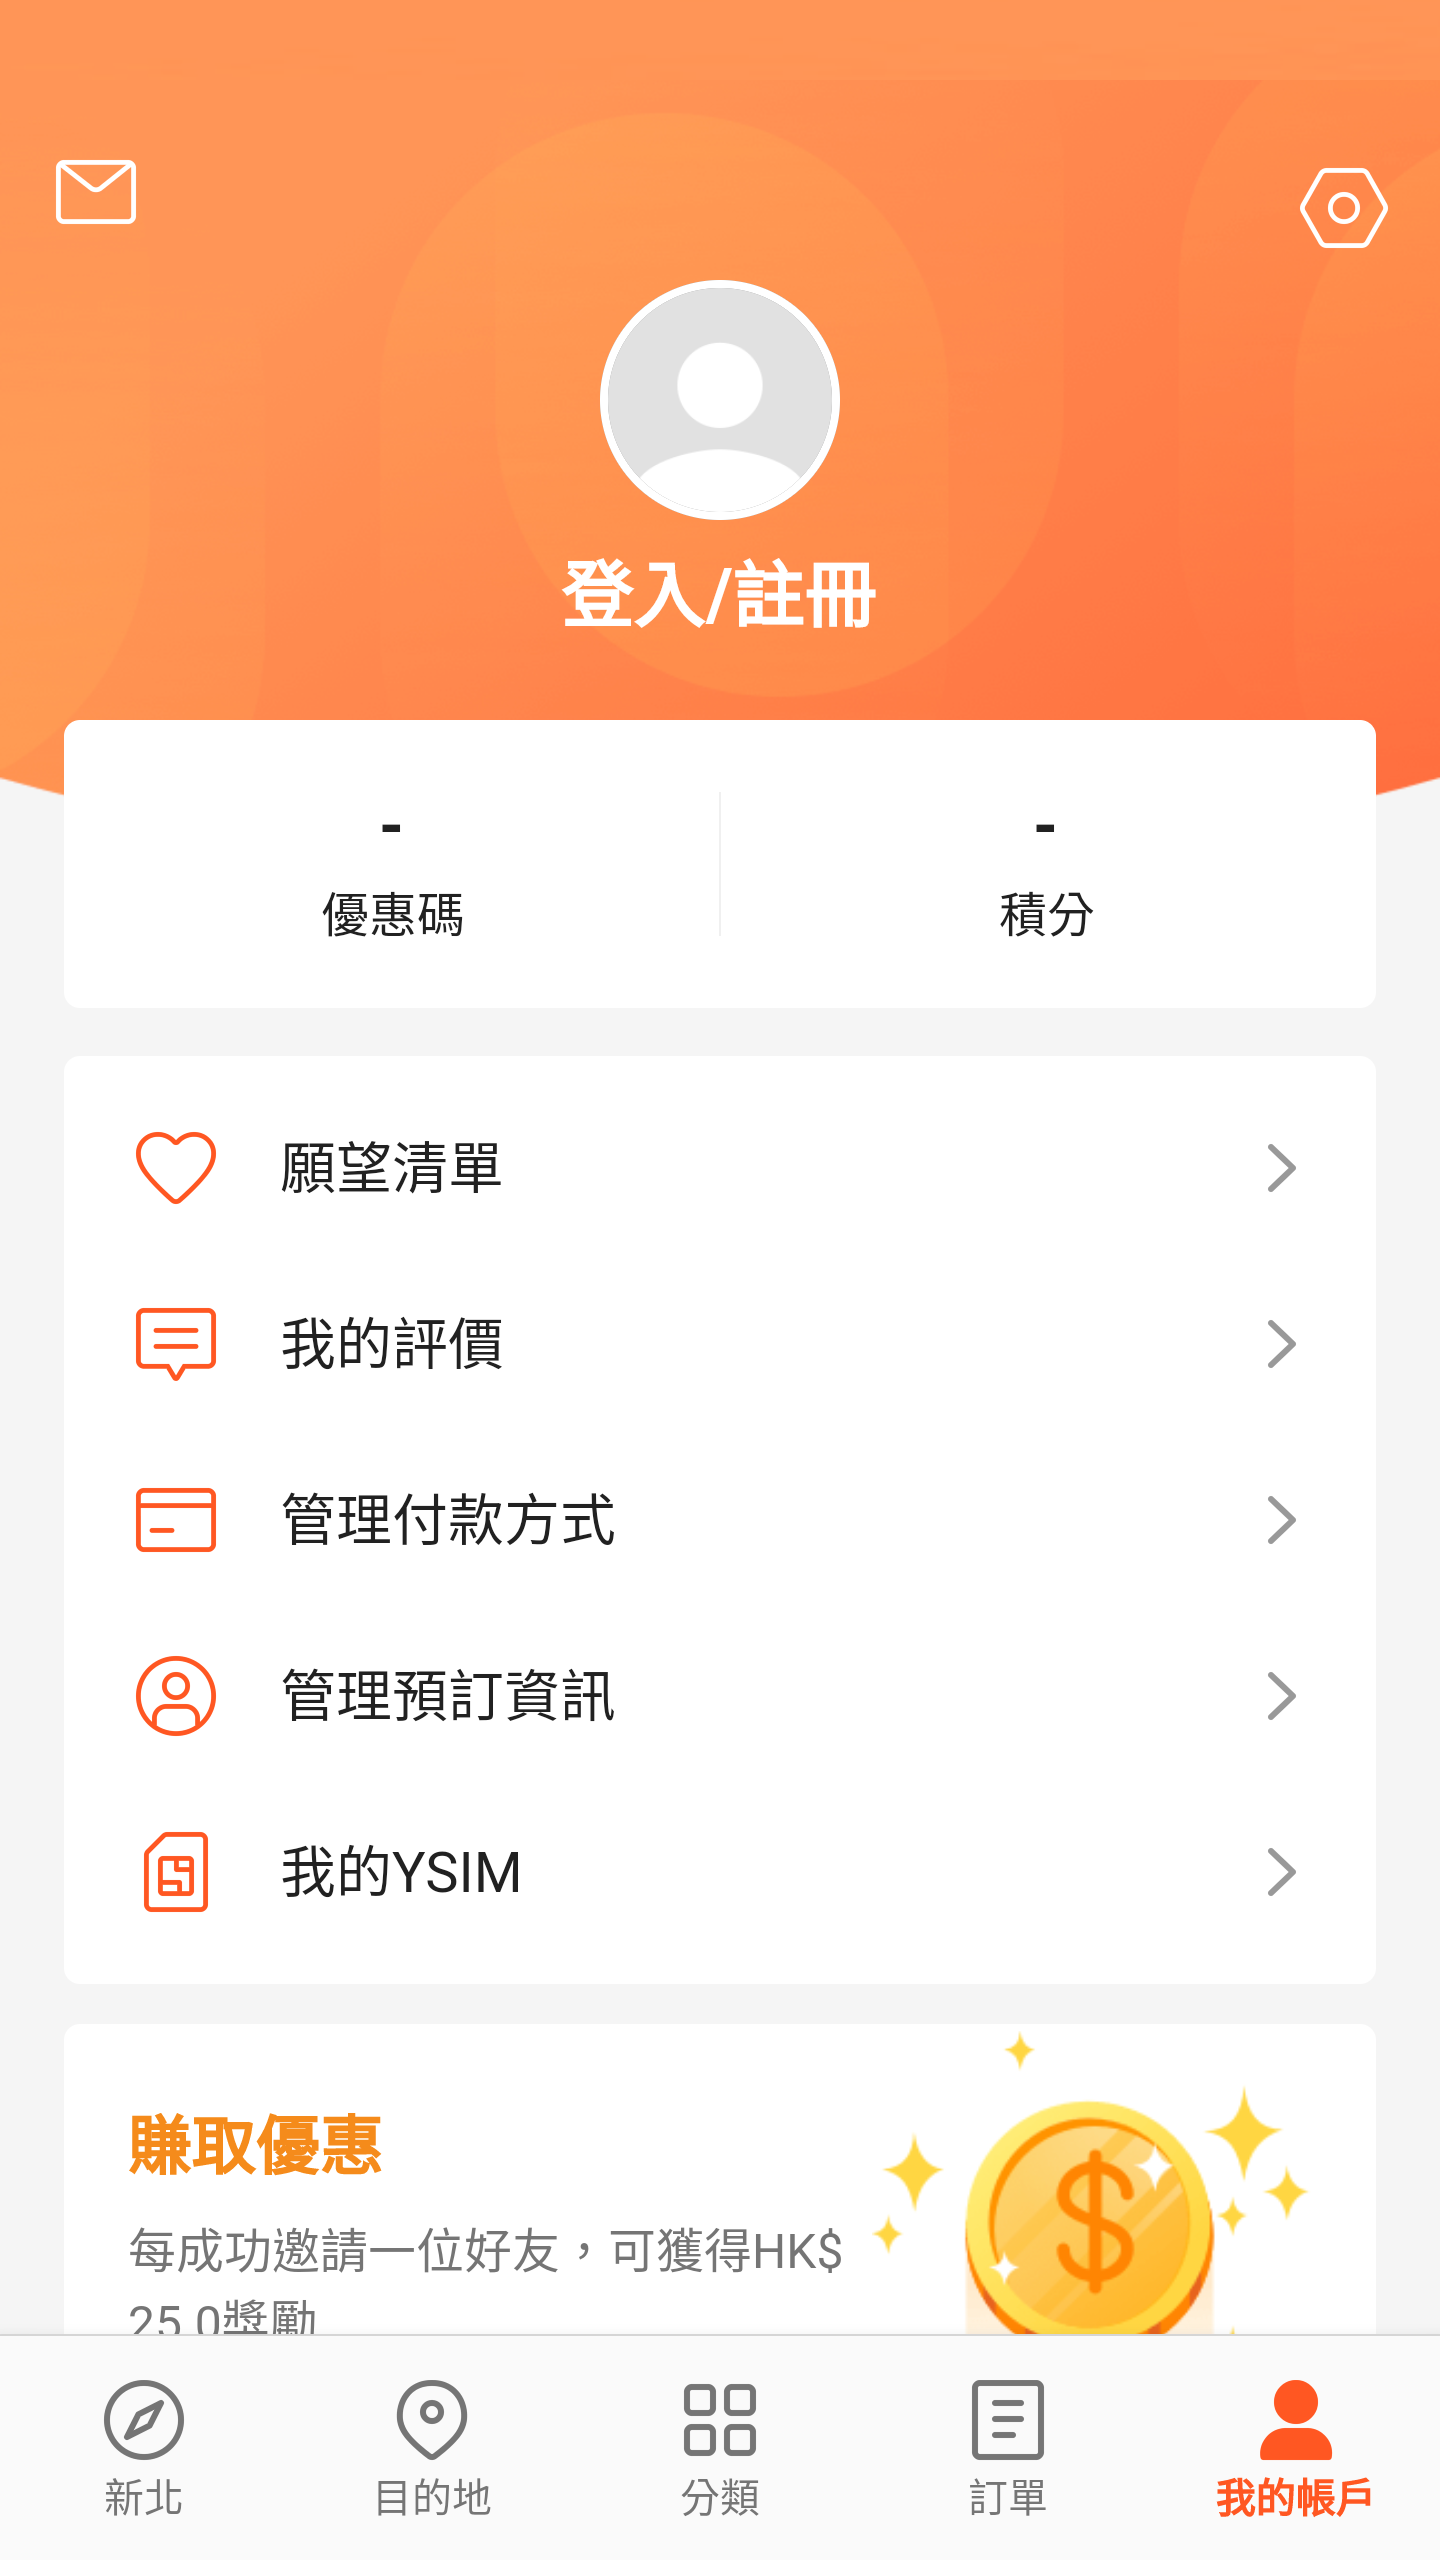 登入/註冊
-
優惠碼
-
積分
願望清單
我的評價
管理付款方式
管理預訂資訊
我的YSIM
賺取優惠
每成功邀請一位好友，可獲得HK$
25.0獎勵
新北
目的地
分類
訂單
我的帳戶